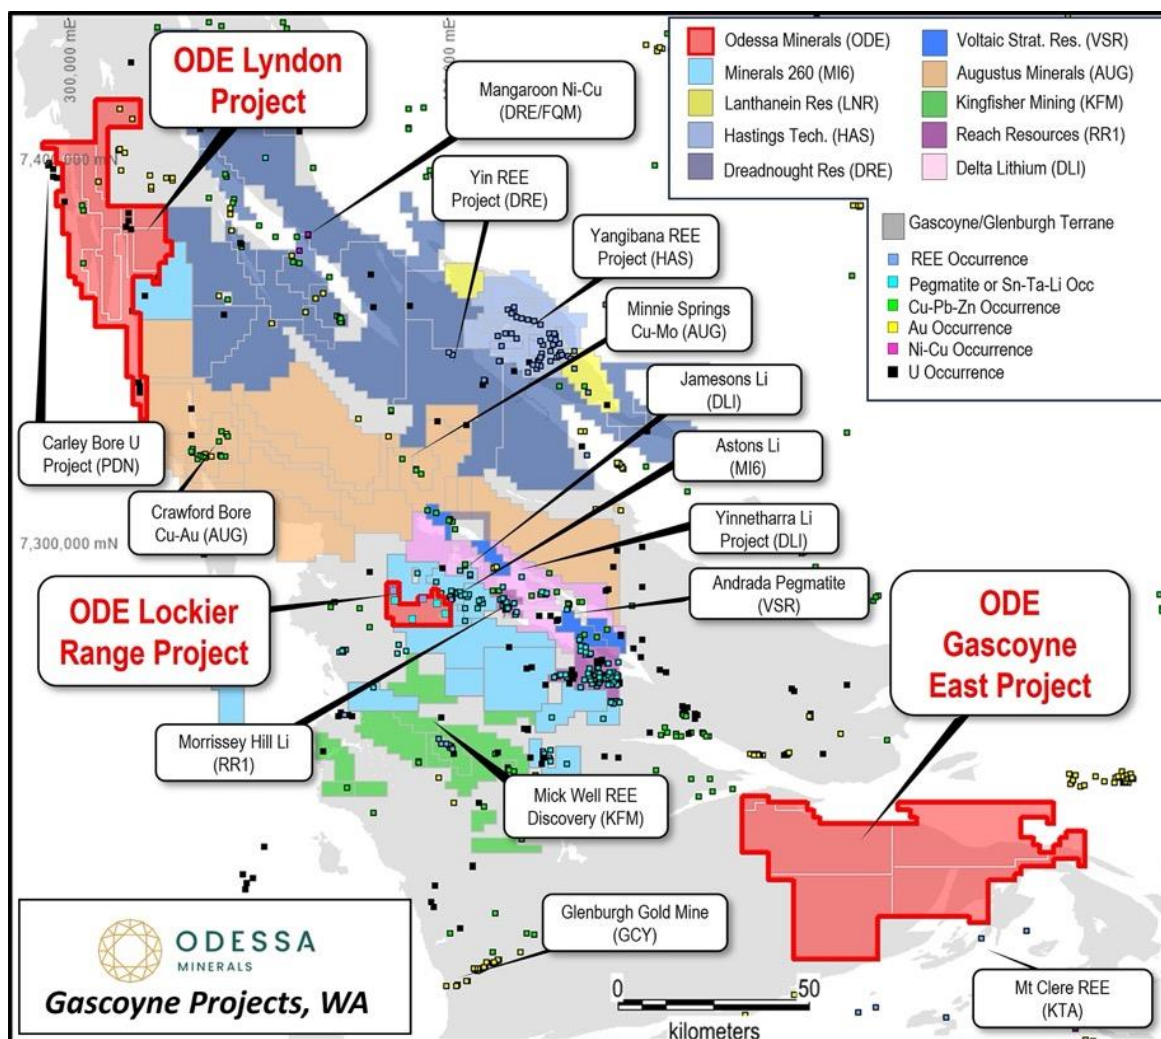 300,000 mE
ODE Lyndon
Project
Mangaroon Ni-Cu
(DRE/FQM)
Odessa Minerals (ODE)
Minerals 260 (MI6)
Lanthanein Res (LNR)
Hastings Tech. (HAS)
Dreadnought Res (DRE)
Voltaic Strat. Res. (VSR)
Augustus Minerals (AUG)
Kingfisher Mining (KFM)
Reach Resources (RR1)
Delta Lithium (DLI)
7,400,000 mN
Yin REE
Project (DRE)
Yangibana REE
Project (HAS)
Minnie Springs
Cu-Mo (AUG)
Gascoyne/Glenburgh Terrane
REE Occurrence
Pegmatite or Sn-Ta-Li Occ
Cu-Pb-Zn Occurrence
Au Occurrence
Ni-Cu Occurrence
U Occurrence
Jamesons Li
(DLI)
Carley Bore U
Project (PDN)
Astons Li
(MI6)
Crawford Bore
Cu-Au (AUG)
Yinnetharra Li
Project (DLI)
7,300,000 mN
Andrada Pegmatite
(VSR)
ODE Lockier
Range Project
ODE
Gascoyne
East Project
Morrissey Hill Li
(RR1)
Mick Well REE
Discovery (KFM)
Glenburgh Gold Mine
(GCY)
Mt Clere REE
(KTA)
ODESSA
MINERALS
Gascoyne Projects, WA
0 50
kilometers